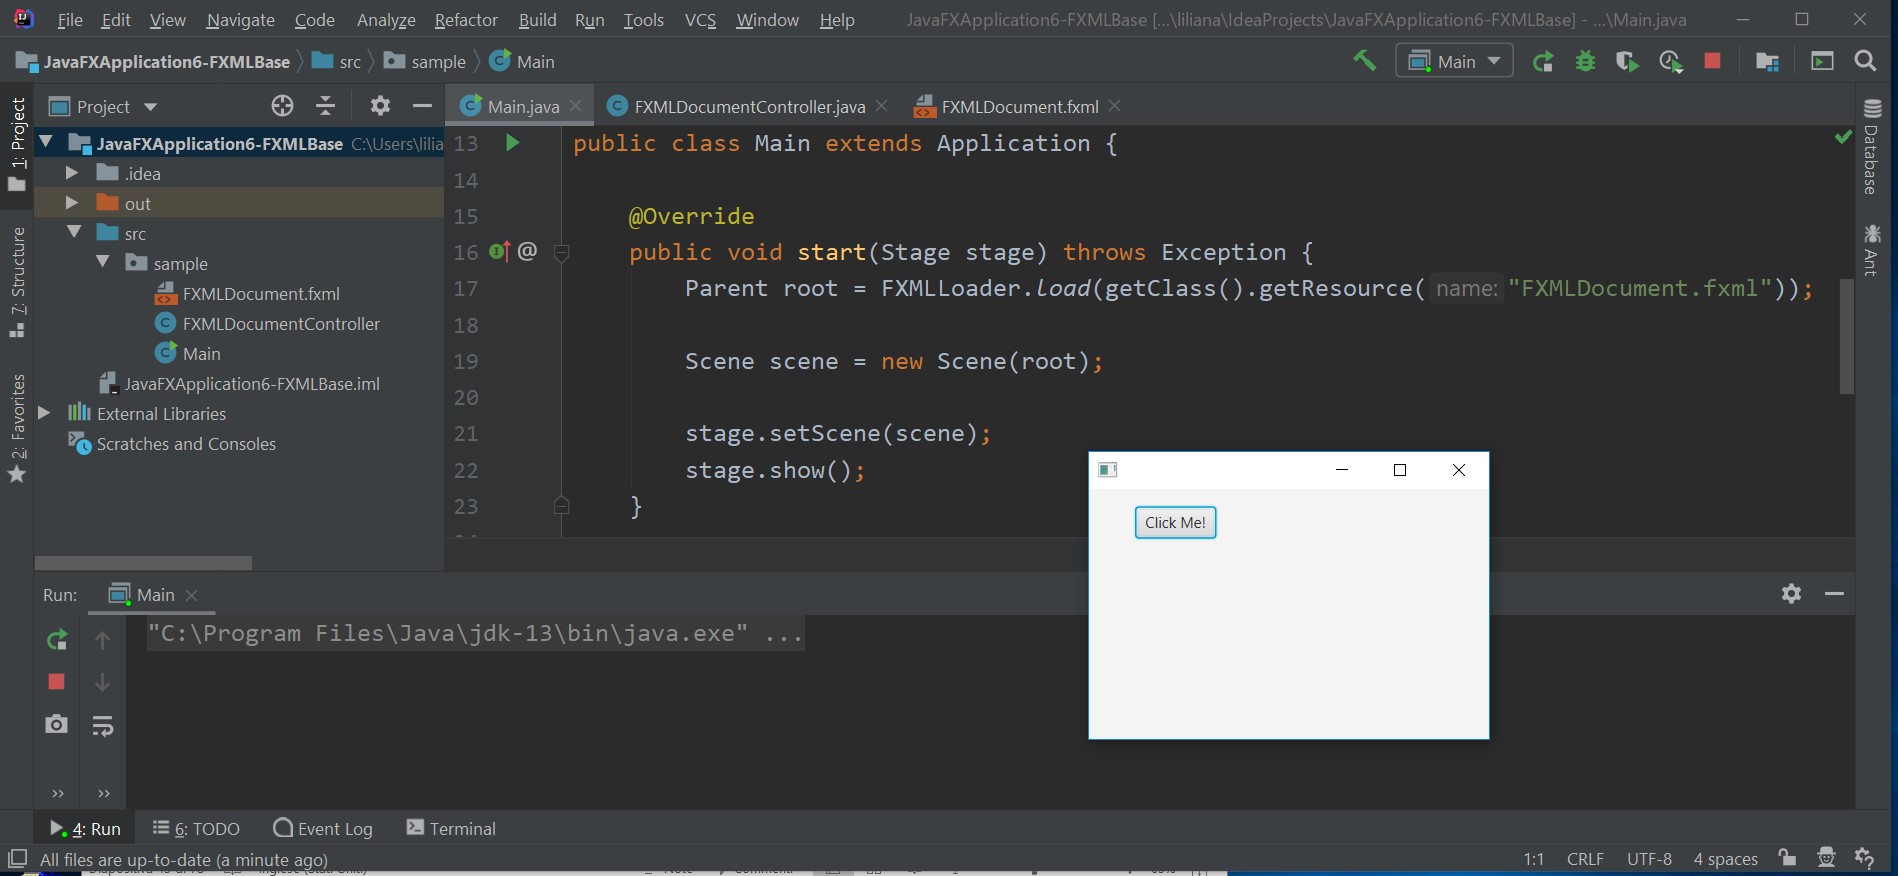 File Edit View Navigate Code Analyze Refactor Build Run Tools VCS Window Help JavaFXApplication6-FXMLBase [...\liliana\IdeaProjects\JavaFXApplication6-FXMLBase] - ...\Main.java
JavaFXApplication6-FXMLBase src sample Main
Main
1: Project
7: Structure
2: Favorites
Project
JavaFXApplication6-FXMLBase C:\Users\lilia
.idea
out
src
sample
FXMLDocument.fxml
FXMLDocumentController
Main
JavaFXApplication6-FXMLBase.iml
External Libraries
Scratches and Consoles
Main.java FXMLDocumentController.java FXMLDocument.fxml
13 public class Main extends Application {
14
15 @Override
16 @ public void start(Stage stage) throws Exception {
17 Parent root = FXMLLoader.load(getClass().getResource( name: "FXMLDocument.fxml"));
18
19 Scene scene = new Scene(root);
20
21 stage.setScene(scene);
22 stage.show();
23 }
Database
Ant
Click Me!
Run: Main
"C:\Program Files\Java\jdk-13\bin\java.exe" ...
4: Run 6: TODO Event Log Terminal
All files are up-to-date (a minute ago) 1:1 CRLF UTF-8 4 spaces